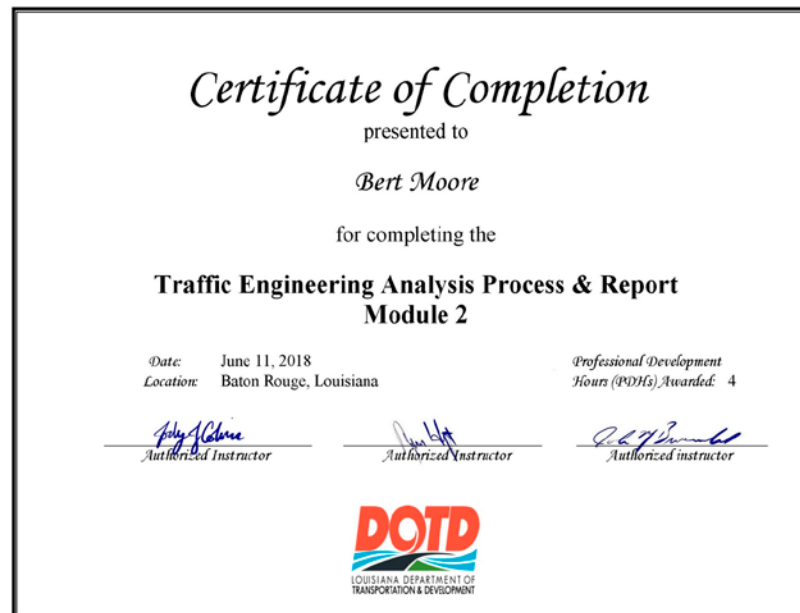 Certificate of Completion
presented to
Bert Moore
for completing the
Traffic Engineering Analysis Process & Report
Module 2
Date: June 11, 2018
Location: Baton Rouge, Louisiana
Professional Development
Hours (PDHs) Awarded: 4
Authorized Instructor
Authorized Instructor
Authorized instructor
DOTD
LOUISIANA DEPARTMENT OF
TRANSPORTATION & DEVELOPMENT